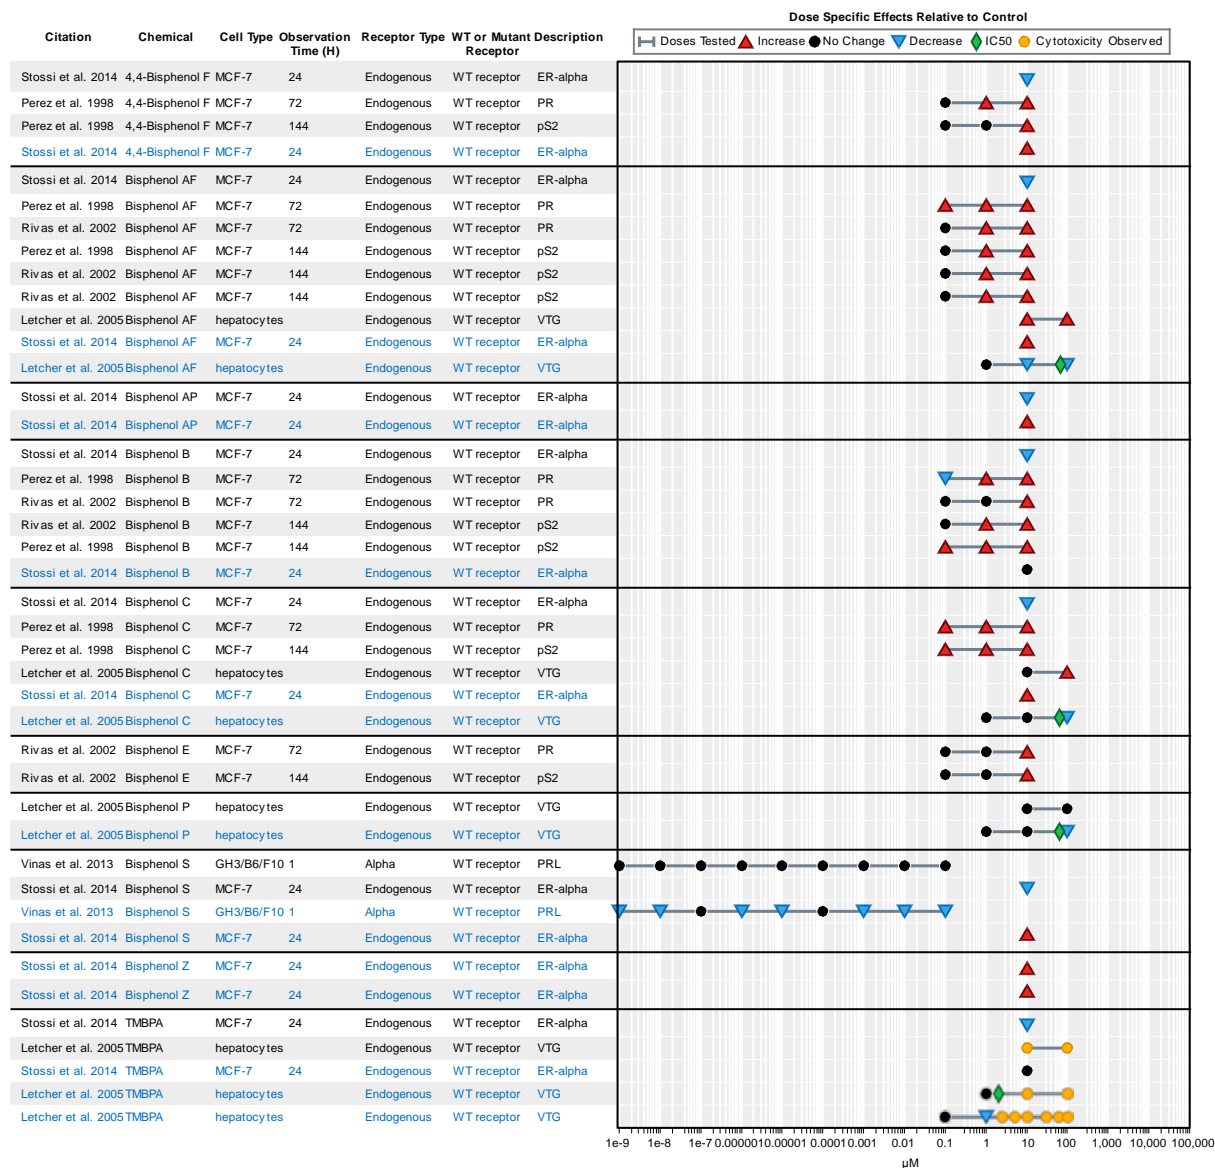 Dose Specific Effects Relative to Control
Citation Chemical Cell Type Observation Time (H) Receptor Type WT or Mutant Receptor Description
Doses Tested Increase No Change Decrease IC50 Cytotoxicity Observed
Stossi et al. 2014 4,4-Bisphenol F MCF-7 24 Endogenous WT receptor ER-alpha
Perez et al. 1998 4,4-Bisphenol F MCF-7 72 Endogenous WT receptor PR
Perez et al. 1998 4,4-Bisphenol F MCF-7 144 Endogenous WT receptor pS2
Stossi et al. 2014 4,4-Bisphenol F MCF-7 24 Endogenous WT receptor ER-alpha
Stossi et al. 2014 Bisphenol AF MCF-7 24 Endogenous WT receptor ER-alpha
Perez et al. 1998 Bisphenol AF MCF-7 72 Endogenous WT receptor PR
Rivas et al. 2002 Bisphenol AF MCF-7 72 Endogenous WT receptor PR
Perez et al. 1998 Bisphenol AF MCF-7 144 Endogenous WT receptor pS2
Rivas et al. 2002 Bisphenol AF MCF-7 144 Endogenous WT receptor pS2
Rivas et al. 2002 Bisphenol AF MCF-7 144 Endogenous WT receptor pS2
Letcher et al. 2005 Bisphenol AF hepatocytes Endogenous WT receptor VTG
Stossi et al. 2014 Bisphenol AF MCF-7 24 Endogenous WT receptor ER-alpha
Letcher et al. 2005 Bisphenol AF hepatocytes Endogenous WT receptor VTG
Stossi et al. 2014 Bisphenol AP MCF-7 24 Endogenous WT receptor ER-alpha
Stossi et al. 2014 Bisphenol AP MCF-7 24 Endogenous WT receptor ER-alpha
Stossi et al. 2014 Bisphenol B MCF-7 24 Endogenous WT receptor ER-alpha
Perez et al. 1998 Bisphenol B MCF-7 72 Endogenous WT receptor PR
Rivas et al. 2002 Bisphenol B MCF-7 72 Endogenous WT receptor PR
Rivas et al. 2002 Bisphenol B MCF-7 144 Endogenous WT receptor pS2
Perez et al. 1998 Bisphenol B MCF-7 144 Endogenous WT receptor pS2
Stossi et al. 2014 Bisphenol B MCF-7 24 Endogenous WT receptor ER-alpha
Stossi et al. 2014 Bisphenol C MCF-7 24 Endogenous WT receptor ER-alpha
Perez et al. 1998 Bisphenol C MCF-7 72 Endogenous WT receptor PR
Perez et al. 1998 Bisphenol C MCF-7 144 Endogenous WT receptor pS2
Letcher et al. 2005 Bisphenol C hepatocytes Endogenous WT receptor VTG
Stossi et al. 2014 Bisphenol C MCF-7 24 Endogenous WT receptor ER-alpha
Letcher et al. 2005 Bisphenol C hepatocytes Endogenous WT receptor VTG
Rivas et al. 2002 Bisphenol E MCF-7 72 Endogenous WT receptor PR
Rivas et al. 2002 Bisphenol E MCF-7 144 Endogenous WT receptor pS2
Letcher et al. 2005 Bisphenol P hepatocytes Endogenous WT receptor VTG
Letcher et al. 2005 Bisphenol P hepatocytes Endogenous WT receptor VTG
Vinas et al. 2013 Bisphenol S GH3/B6/F10 1 Alpha WT receptor PRL
Stossi et al. 2014 Bisphenol S MCF-7 24 Endogenous WT receptor ER-alpha
Vinas et al. 2013 Bisphenol S GH3/B6/F10 1 Alpha WT receptor PRL
Stossi et al. 2014 Bisphenol S MCF-7 24 Endogenous WT receptor ER-alpha
Stossi et al. 2014 Bisphenol Z MCF-7 24 Endogenous WT receptor ER-alpha
Stossi et al. 2014 Bisphenol Z MCF-7 24 Endogenous WT receptor ER-alpha
Stossi et al. 2014 TMBPA MCF-7 24 Endogenous WT receptor ER-alpha
Letcher et al. 2005 TMBPA hepatocytes Endogenous WT receptor VTG
Stossi et al. 2014 TMBPA MCF-7 24 Endogenous WT receptor ER-alpha
Letcher et al. 2005 TMBPA hepatocytes Endogenous WT receptor VTG
Letcher et al. 2005 TMBPA hepatocytes Endogenous WT receptor VTG
1e-9 1e-8 1e-7 0.000001 0.00001 0.0001 0.001 0.01 0.1 1 10 100 1,000 10,000 100,000
μM